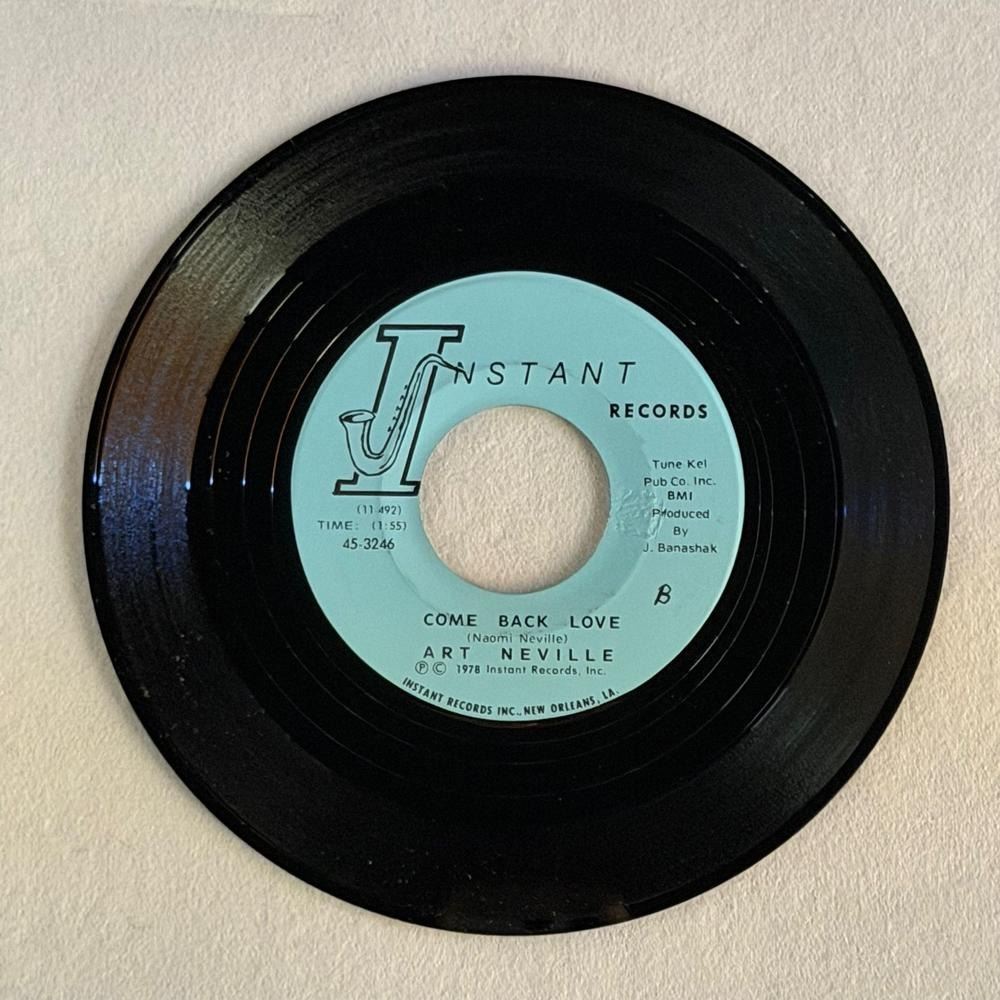 INSTANT
RECORDS
Tune Kel
Pub Co. Inc.
BMI
Produced
By
J. Banashak
(11 492)
TIME: (1:55)
45-3246
B
COME BACK LOVE
(Naomi Neville)
ART NEVILLE
Ⓟ © 1978 Instant Records, Inc.
INSTANT RECORDS INC., NEW ORLEANS, LA.